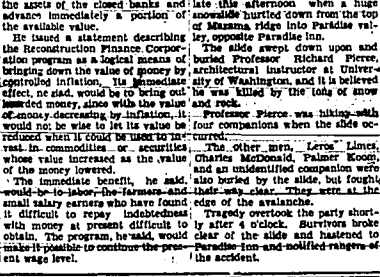 the assets of the closed banks and
advance immediately a portion of
the available value.
He issued a statement describing
the Reconstruction Finance Corpor-
ation program as a logical means of
bringing down the value of money by
controlled inflation. Its immediate
effect, he said, would be to bring out
hoarded money, since with the value
of money decreasing by inflation, it
would not be wise to let its value be
reduced when it could be used to in-
vest in commodities or securities
whose value increased as the value
of the money lowered.
The immediate benefit, he said,
would be to labor, the farmers and
small salary earners who have found
it difficult to repay indebtedness
with money at present difficult to
obtain. The program, he said, would
make it possible to continue the pres-
ent wage level.
late this afternoon when a huge
snowslide hurtled down from the top
of Mazama ridge into Paradise val-
ley, opposite Paradise Inn.
The slide swept down upon and
buried Professor Richard Pierce,
architectural instructor at Univer-
sity of Washington, and it is believed
he was killed by the tons of snow
and rock.
Professor Pierce was hiking with
four companions when the slide oc-
curred.
The other men, Leros Limes,
Charles McDonald, Palmer Koom,
and an unidentified companion were
also buried by the slide, but fought
their way clear. They were at the
edge of the avalanche.
Tragedy overtook the party short-
ly after 4 o'clock. Survivors broke
clear of the slide and hastened to
Paradise Inn and notified rangers of
the accident.